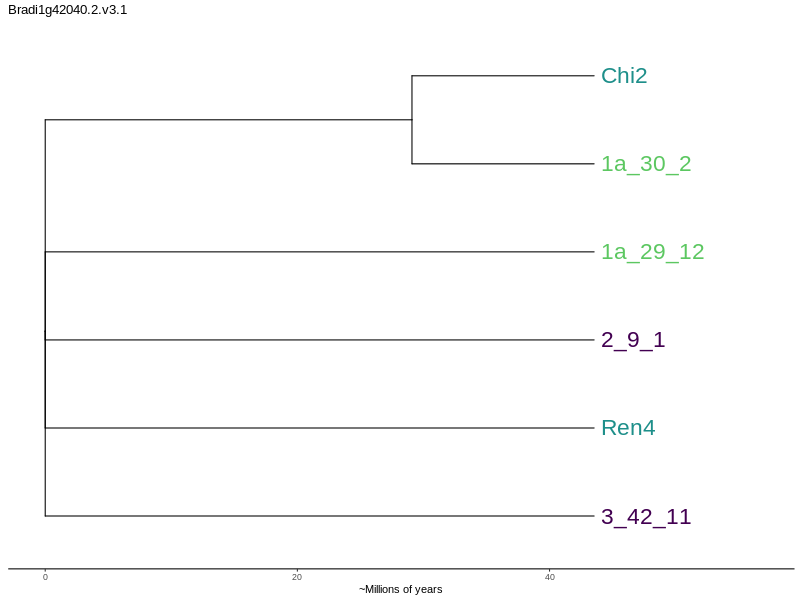 Bradi1g42040.2.v3.1
Chi2
1a_30_2
1a_29_12
2_9_1
Ren4
3_42_11
0 20 40
~Millions of years